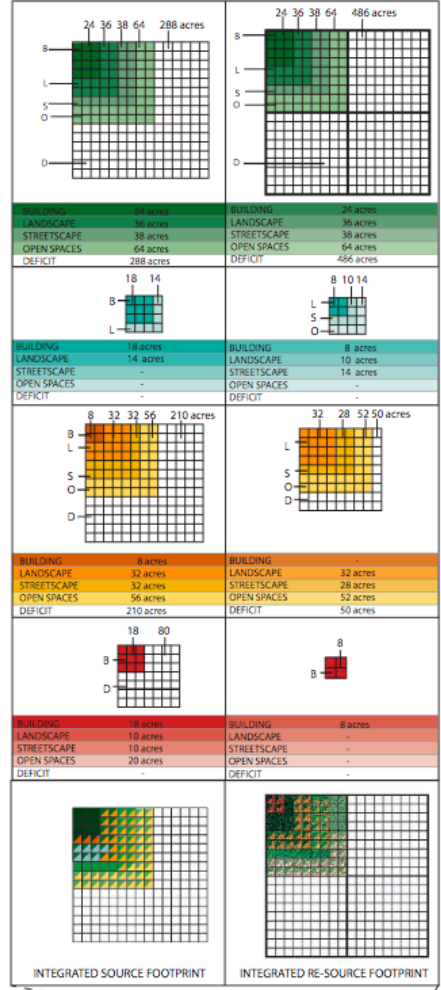 24 36 38 64 288 acres
B
L
S
O
D
BUILDING 24 acres
LANDSCAPE 36 acres
STREETSCAPE 38 acres
OPEN SPACES 64 acres
DEFICIT 288 acres
24 36 38 64 486 acres
B
L
S
O
D
BUILDING 24 acres
LANDSCAPE 36 acres
STREETSCAPE 38 acres
OPEN SPACES 64 acres
DEFICIT 486 acres
18 14
B
L
BUILDING 18 acres
LANDSCAPE 14 acres
STREETSCAPE -
OPEN SPACES -
DEFICIT -
8 10 14
L
S
O
BUILDING 8 acres
LANDSCAPE 10 acres
STREETSCAPE 14 acres
OPEN SPACES -
DEFICIT -
8 32 32 56 210 acres
B
L
S
O
D
BUILDING 8 acres
LANDSCAPE 32 acres
STREETSCAPE 32 acres
OPEN SPACES 56 acres
DEFICIT 210 acres
32 28 52 50 acres
L
S
O
D
BUILDING -
LANDSCAPE 32 acres
STREETSCAPE 28 acres
OPEN SPACES 52 acres
DEFICIT 50 acres
18 80
B
D
BUILDING 18 acres
LANDSCAPE 10 acres
STREETSCAPE 10 acres
OPEN SPACES 20 acres
DEFICIT -
8
B
BUILDING 8 acres
LANDSCAPE -
STREETSCAPE -
OPEN SPACES -
DEFICIT -
INTEGRATED SOURCE FOOTPRINT
INTEGRATED RE-SOURCE FOOTPRINT